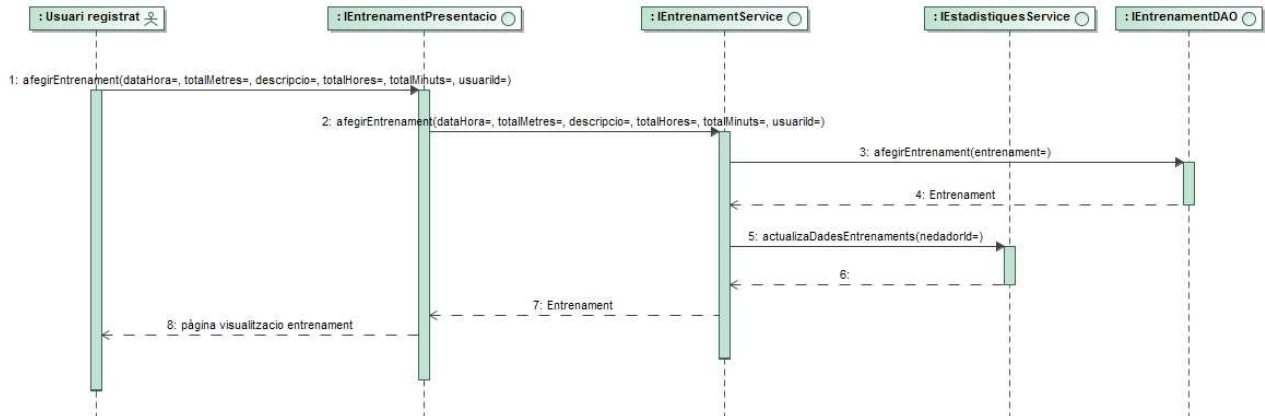 : Usuari registrat
: IEntrenamentPresentacio
: IEntrenamentService
: IEstadistiquesService
: IEntrenamentDAO
1: afegirEntrenament(dataHora=, totalMetres=, descripcio=, totalHores=, totalMinuts=, usuariId=)
2: afegirEntrenament(dataHora=, totalMetres=, descripcio=, totalHores=, totalMinuts=, usuariId=)
3: afegirEntrenament(entrenament=)
4: Entrenament
5: actualizaDadesEntrenaments(nedadorId=)
6:
7: Entrenament
8: pàgina visualitzacio entrenament